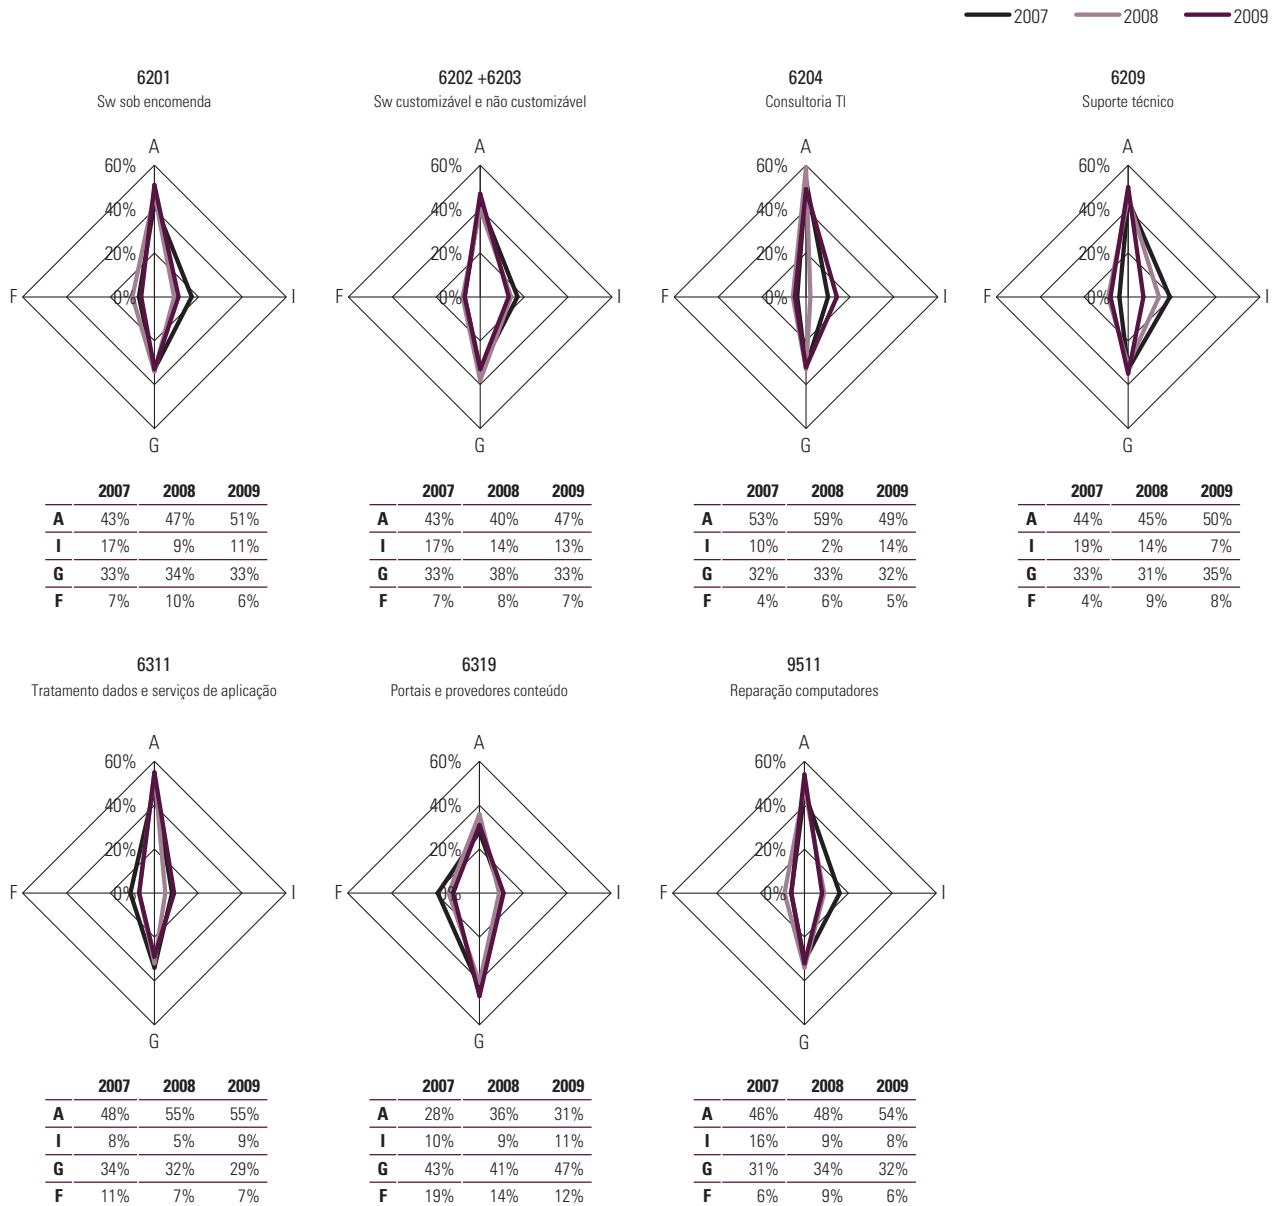 2007 2008 2009
6201 6202 +6203 6204 6209
Sw sob encomenda Sw customizável e não customizável Consultoria TI Suporte técnico
A A A A
60% 60% 60% 60%
40% 40% 40% 40%
20% 20% 20% 20%
F 0% I F 0% I F 0% I F 0% I
G G G G
2007 2008 2009 2007 2008 2009 2007 2008 2009 2007 2008 2009
A 43% 47% 51% A 43% 40% 47% A 53% 59% 49% A 44% 45% 50%
I 17% 9% 11% I 17% 14% 13% I 10% 2% 14% I 19% 14% 7%
G 33% 34% 33% G 33% 38% 33% G 32% 33% 32% G 33% 31% 35%
F 7% 10% 6% F 7% 8% 7% F 4% 6% 5% F 4% 9% 8%
6311 6319 9511
Tratamento dados e serviços de aplicação Portais e provedores conteúdo Reparação computadores
A A A
60% 60% 60%
40% 40% 40%
20% 20% 20%
F 0% I F 0% I F 0% I
G G G
2007 2008 2009 2007 2008 2009 2007 2008 2009
A 48% 55% 55% A 28% 36% 31% A 46% 48% 54%
I 8% 5% 9% I 10% 9% 11% I 16% 9% 8%
G 34% 32% 29% G 43% 41% 47% G 31% 34% 32%
F 11% 7% 7% F 19% 14% 12% F 6% 9% 6%